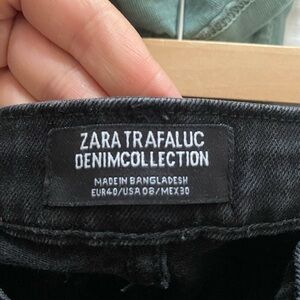 ZARA TRAFALUC
DENIMCOLLECTION
MADE IN BANGLADESH
EUR40/USA 08/MEX30